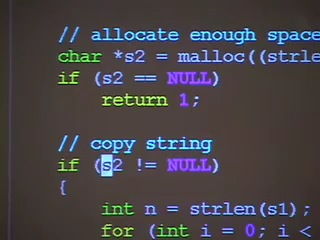 // allocate enough space
char *s2 = malloc((strle
if (s2 == NULL)
return 1;
// copy string
if (s2 != NULL)
{
int n = strlen(s1);
for (int i = 0; i <